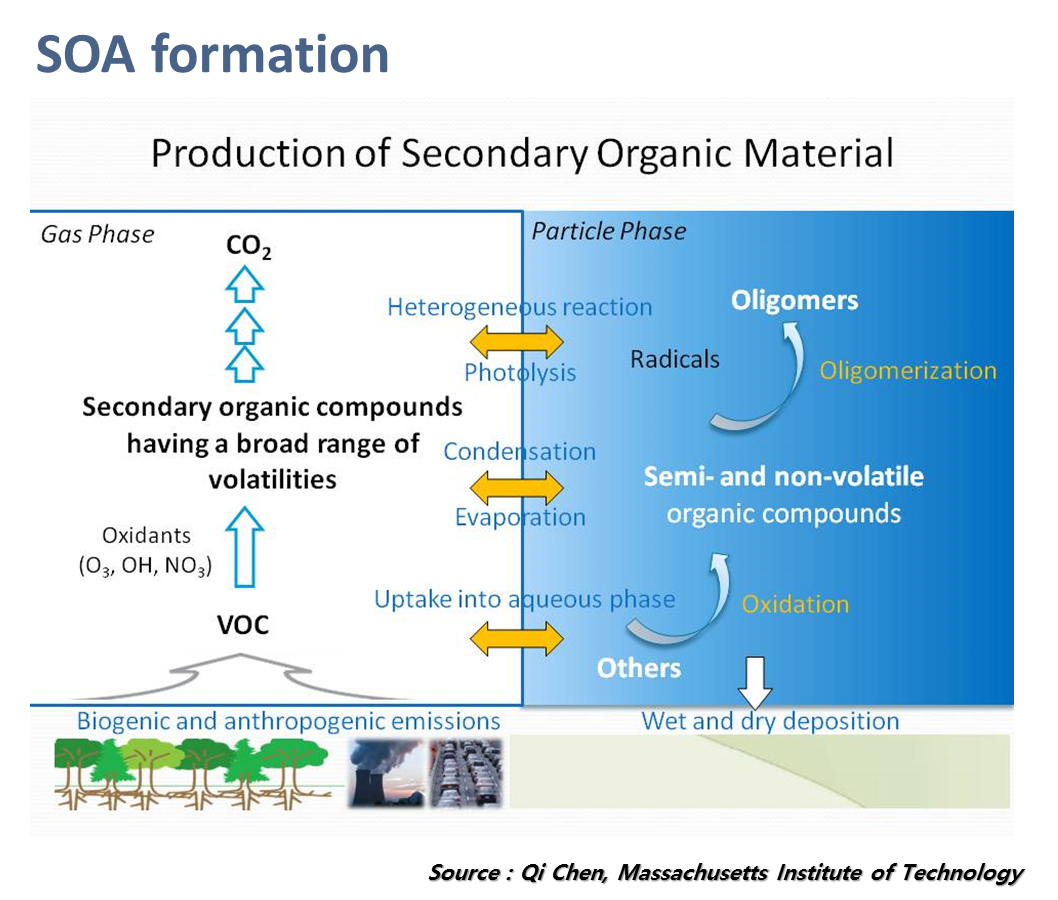 SOA formation
Production of Secondary Organic Material
Gas Phase
CO₂
Secondary organic compounds
having a broad range of
volatilities
Oxidants
(O₃, OH, NO₃)
VOC
Heterogeneous reaction
Photolysis
Condensation
Evaporation
Uptake into aqueous phase
Particle Phase
Oligomers
Radicals
Oligomerization
Semi- and non-volatile
organic compounds
Oxidation
Others
Biogenic and anthropogenic emissions
Wet and dry deposition
Source : Qi Chen, Massachusetts Institute of Technology